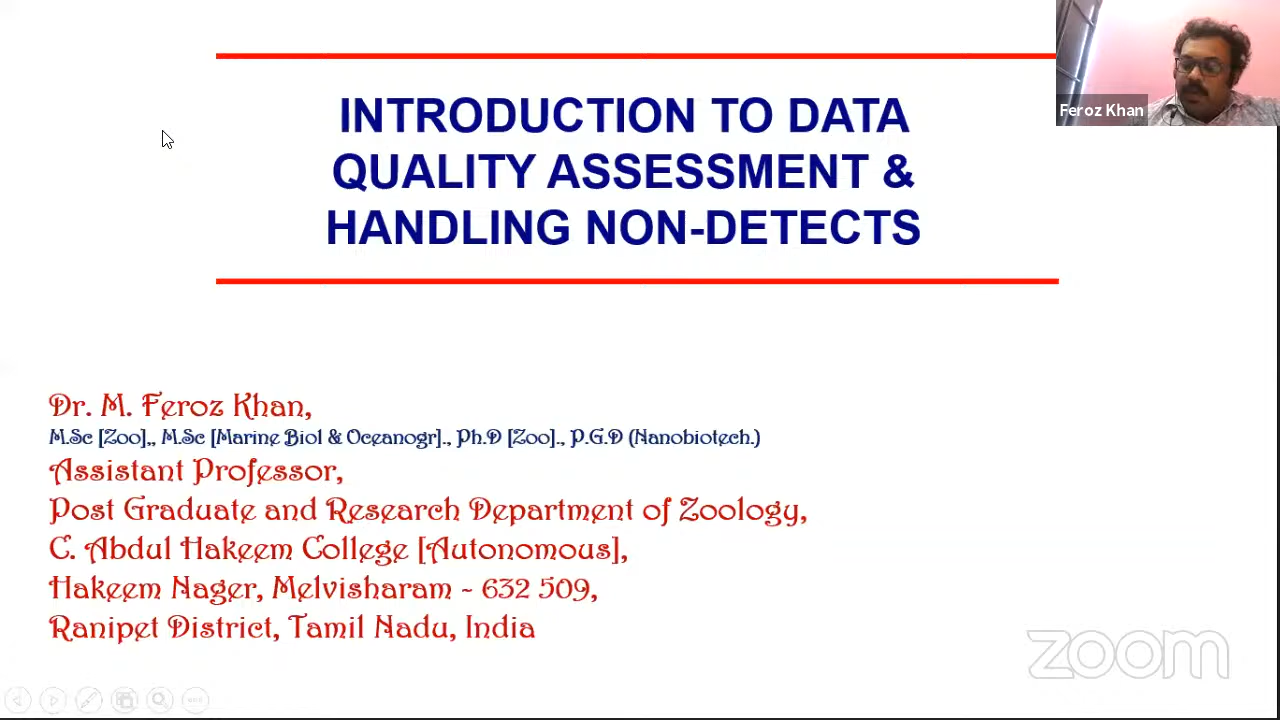 INTRODUCTION TO DATA
QUALITY ASSESSMENT &
HANDLING NON-DETECTS
Feroz Khan
Dr. M. Feroz Khan,
M.Sc [Zoo],, M.Sc [Marine Biol & Oceanogr]., Ph.D [Zoo]., P.G.D (Nanobiotech.)
Assistant Professor,
Post Graduate and Research Department of Zoology,
C. Abdul Hakeem College [Autonomous],
Hakeem Nager, Melvisharam - 632 509,
Ranipet District, Tamil Nadu, India
zoom